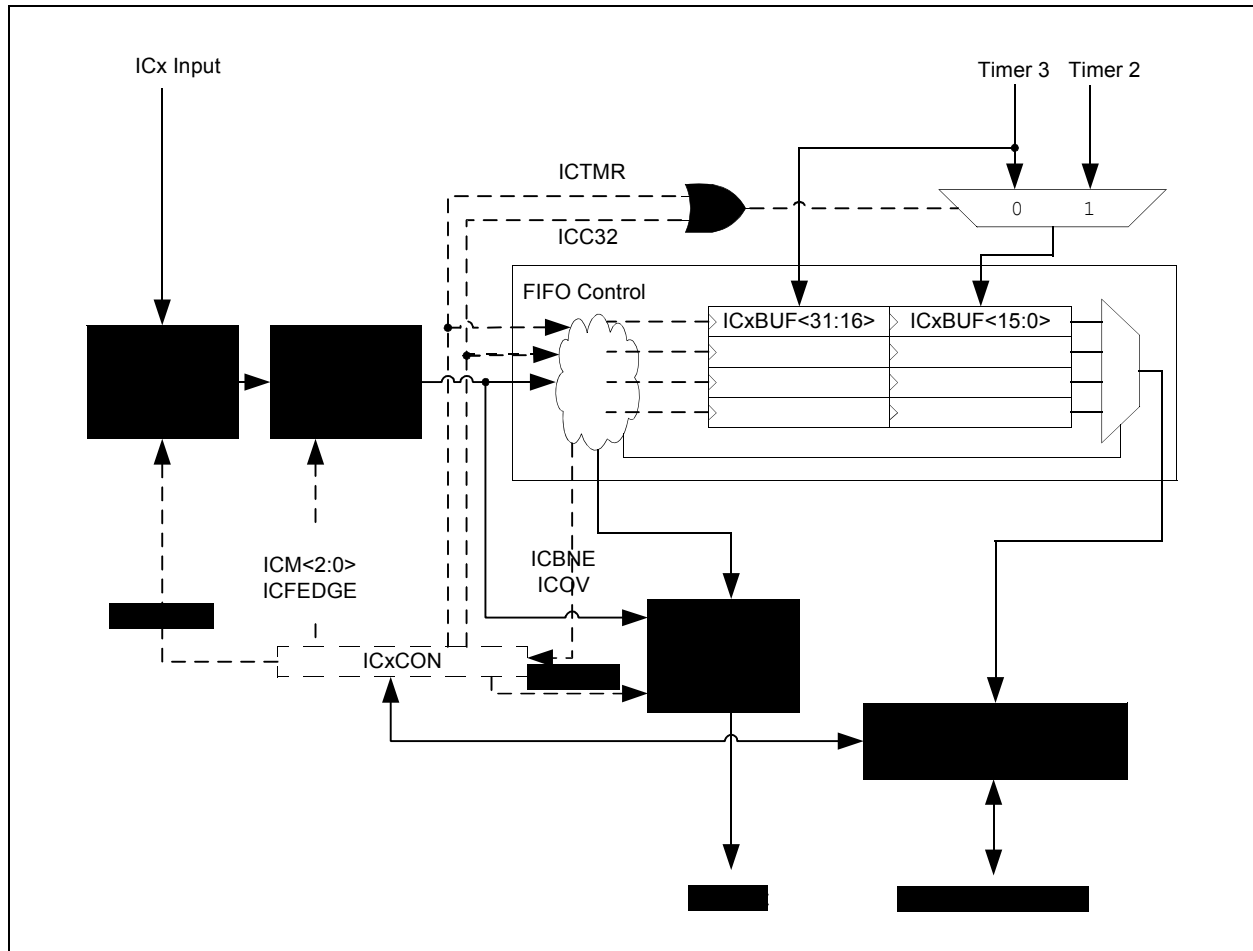 ICx Input
Timer 3 Timer 2
ICTMR
0 1
ICC32
FIFO Control
ICxBUF<31:16> ICxBUF<15:0>
ICM<2:0>
ICFEDGE
ICBNE
ICOV
ICxCON